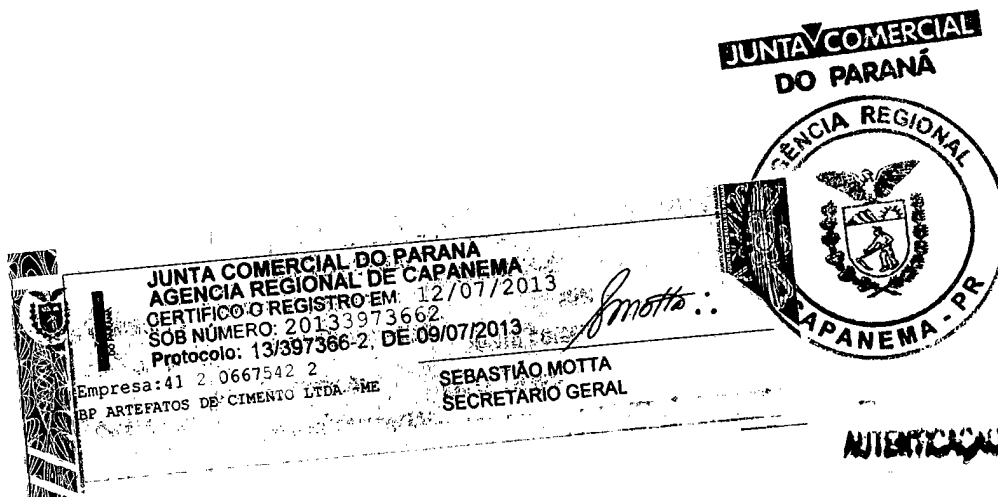 JUNTA COMERCIAL
DO PARANÁ
AGÊNCIA REGIONAL
CAPANEMA - PR
JUNTA COMERCIAL DO PARANA
AGENCIA REGIONAL DE CAPANEMA
CERTIFICO O REGISTRO EM: 12/07/2013
SOB NÚMERO: 20133973662
Protocolo: 13/397366-2, DE 09/07/2013
Empresa:41 2 0667542 2
BP ARTEFATOS DE CIMENTO LTDA -ME
SEBASTIÃO MOTTA
SECRETARIO GERAL